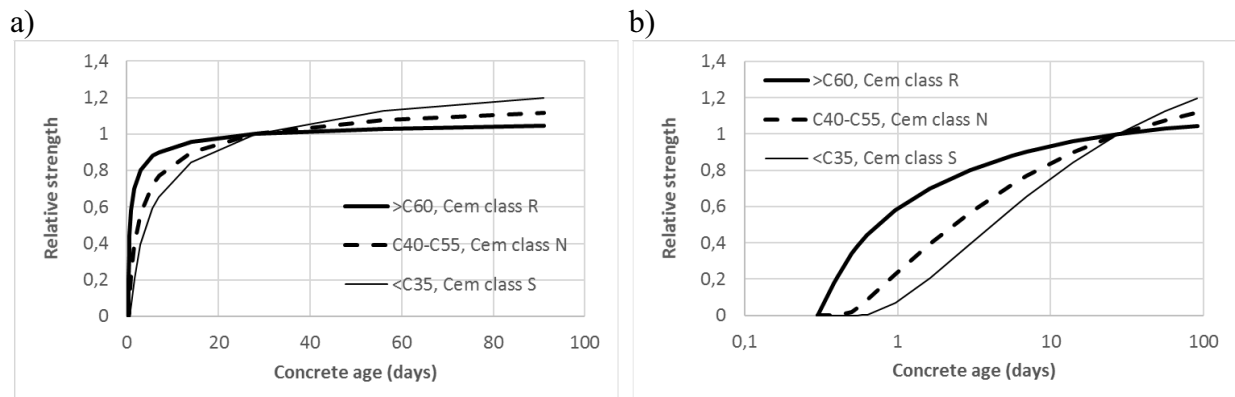 a)
1,4
1,2
1
0,8
0,6
0,4
0,2
0
Relative strength
>C60, Cem class R
C40-C55, Cem class N
<C35, Cem class S
0 20 40 60 80 100
Concrete age (days)
b)
1,4
1,2
1
0,8
0,6
0,4
0,2
0
Relative strength
>C60, Cem class R
C40-C55, Cem class N
<C35, Cem class S
0,1 1 10 100
Concrete age (days)